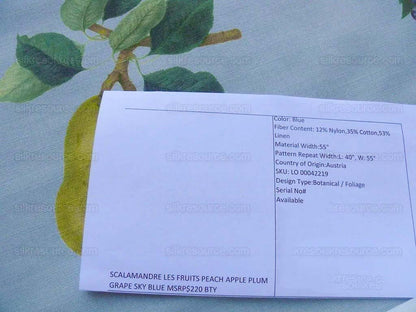 Color: Blue
Fiber Content: 12% Nylon,35% Cotton,53%
Linen
Material Width:55"
Pattern Repeat Width:L: 40", W: 55"
Country of Origin:Austria
SKU: LO 00042219
Design Type:Botanical / Foliage
Serial No#
Available
SCALAMANDRE LES FRUITS PEACH APPLE PLUM
GRAPE SKY BLUE MSRP$220 BTY
silkresource.com